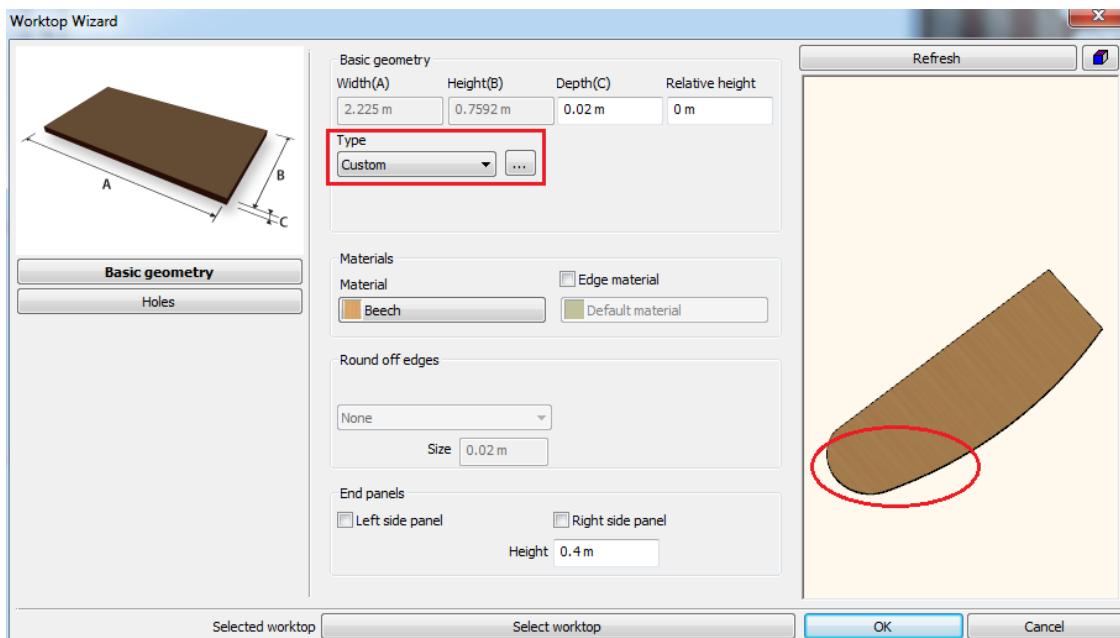 Worktop Wizard
X
A
B
C
Basic geometry
Holes
Basic geometry
Width(A) Height(B) Depth(C) Relative height
2.225 m 0.7592 m 0.02 m 0 m
Type
Custom ...
Materials
Material Edge material
Beech Default material
Round off edges
None
Size 0.02 m
End panels
Left side panel Right side panel
Height 0.4 m
Refresh
Selected worktop Select worktop OK Cancel